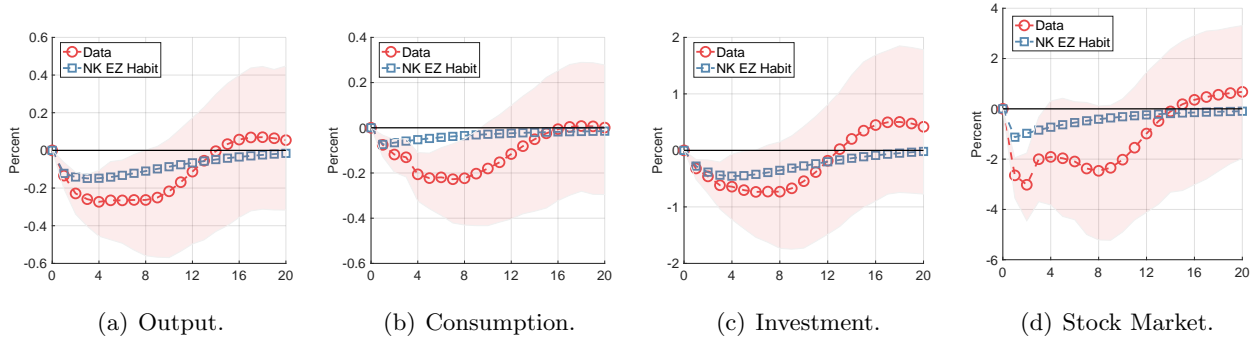 0.6
0.4
0.2
0
-0.2
-0.4
-0.6
Percent
0 4 8 12 16 20
Data
NK EZ Habit
(a) Output.
0.4
0.2
0
-0.2
-0.4
-0.6
Percent
0 4 8 12 16 20
Data
NK EZ Habit
(b) Consumption.
2
1
0
-1
-2
Percent
0 4 8 12 16 20
Data
NK EZ Habit
(c) Investment.
4
2
0
-2
-4
-6
Percent
0 4 8 12 16 20
Data
NK EZ Habit
(d) Stock Market.